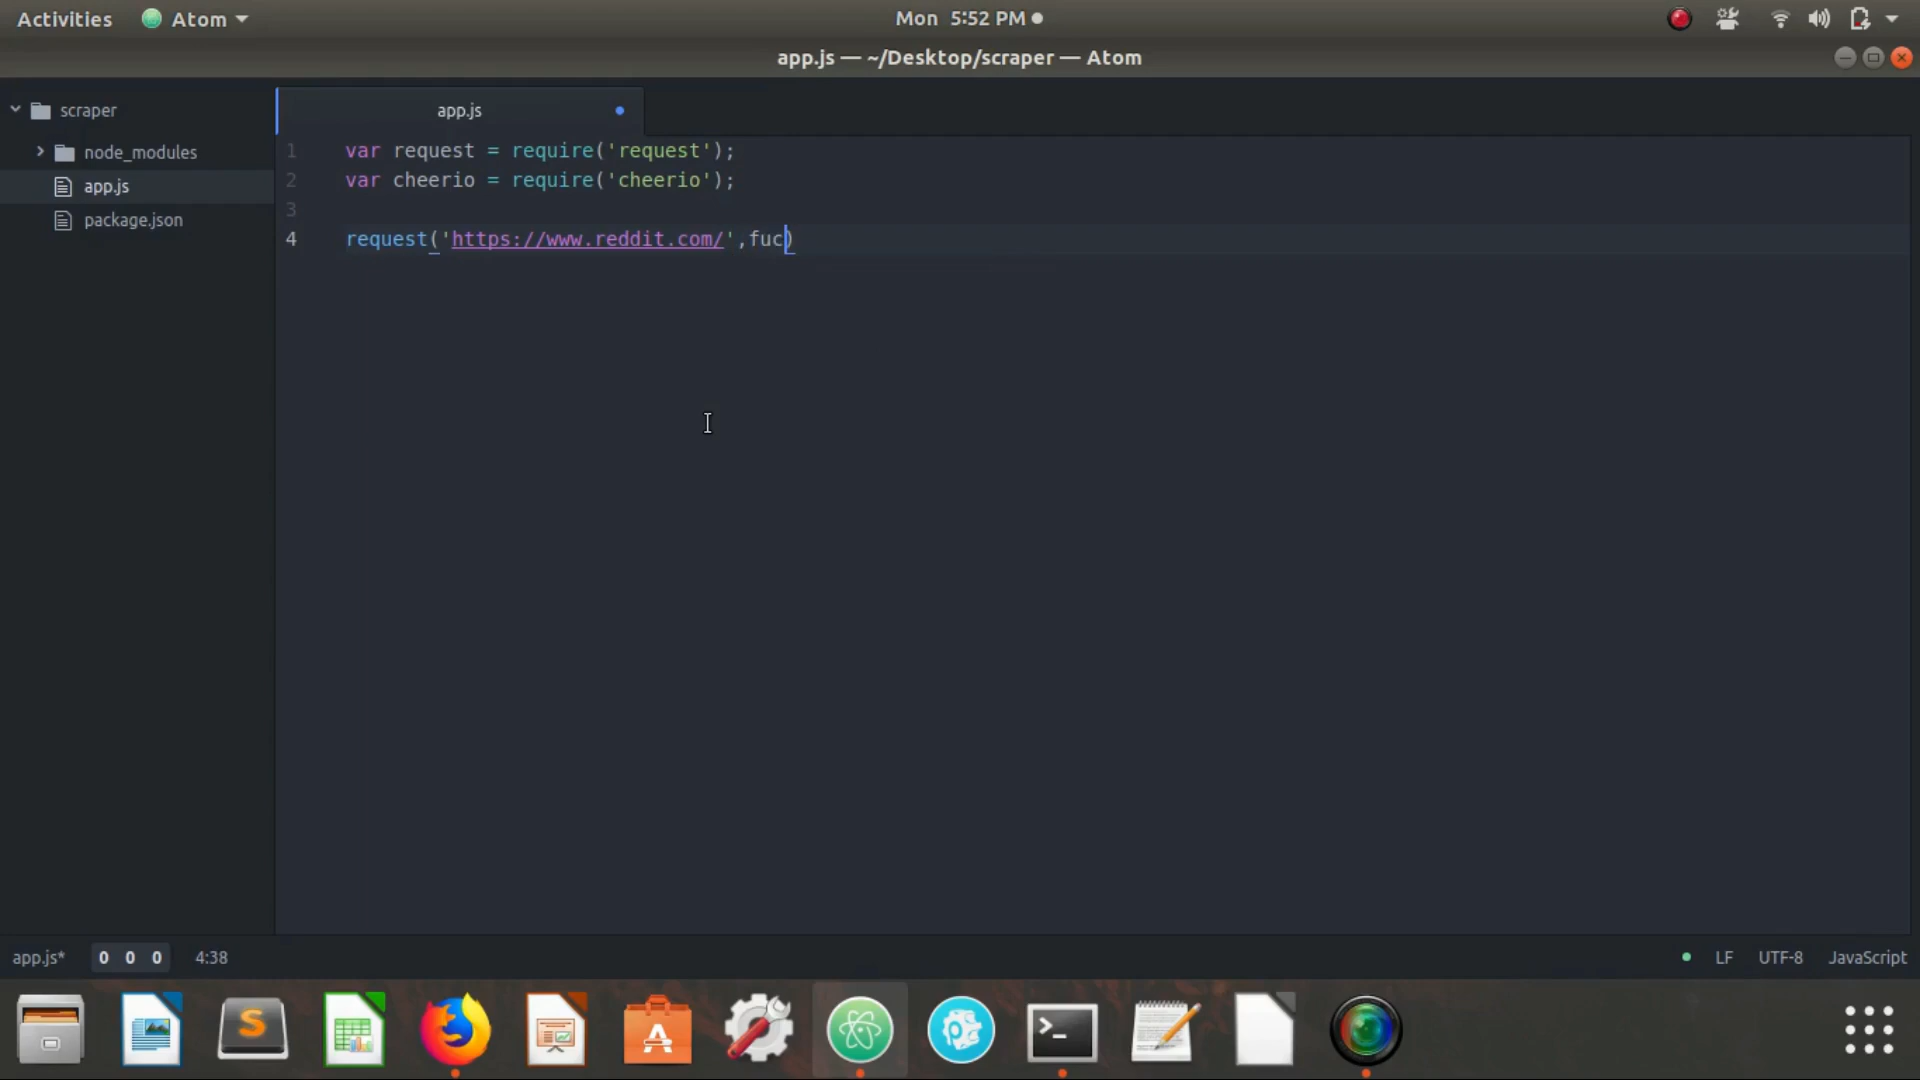 Activities Atom Mon 5:52 PM
app.js — ~/Desktop/scraper — Atom
scraper
node_modules
app.js
package.json
app.js
1 var request = require('request');
2 var cheerio = require('cheerio');
3
4 request('https://www.reddit.com/',fuc)
app.js* 0 0 0 4:38 LF UTF-8 JavaScript
S A >_